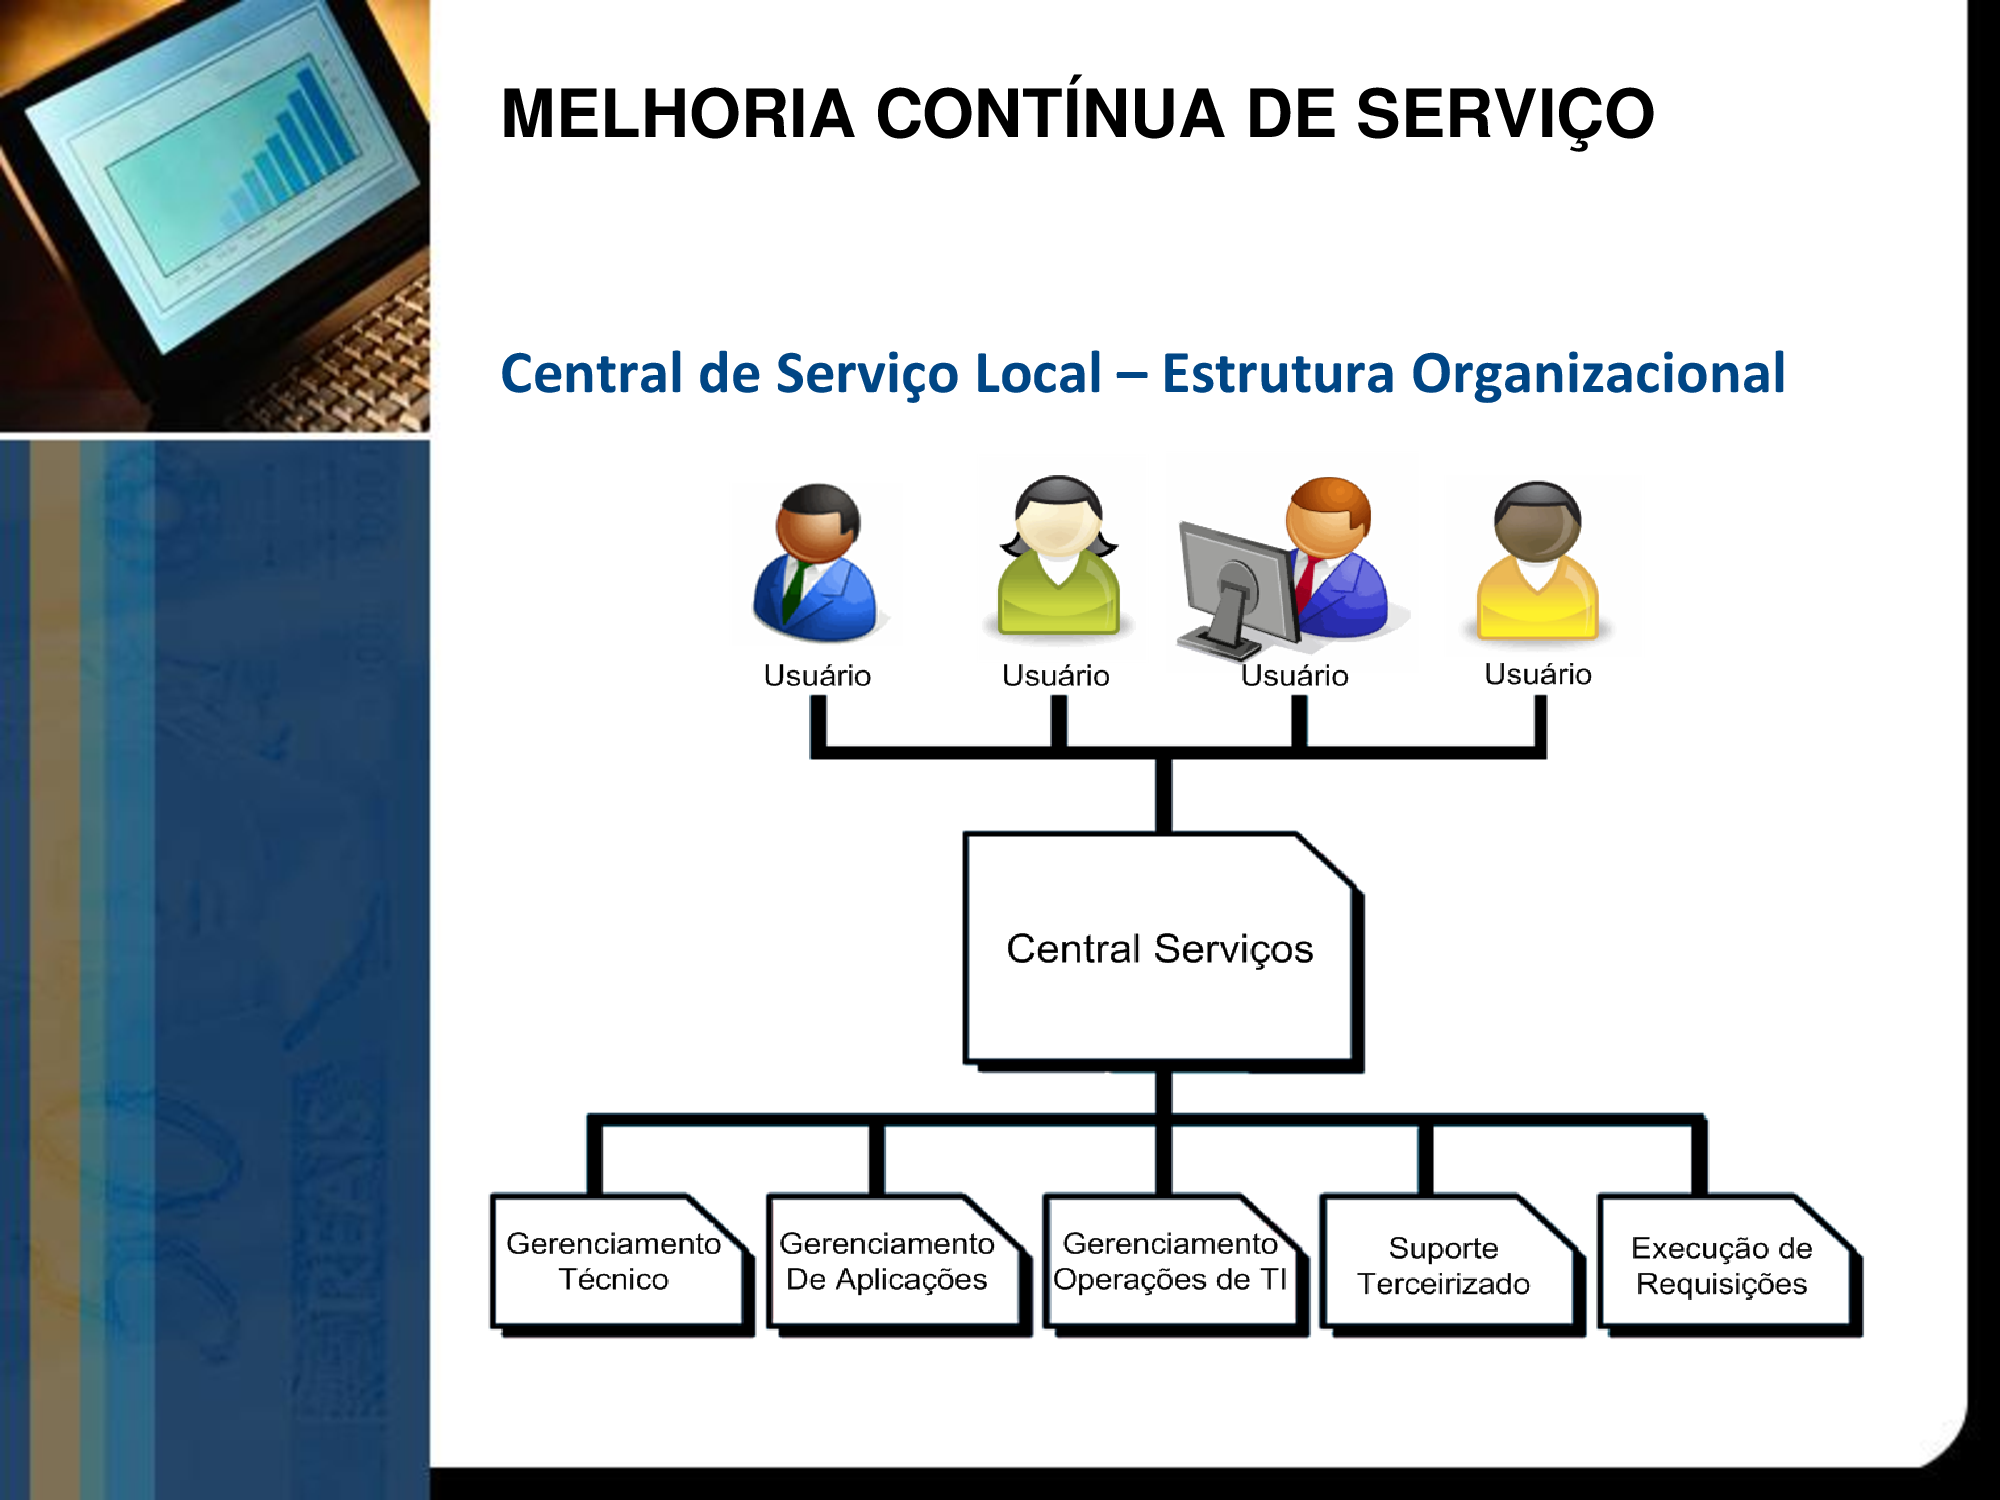 MELHORIA CONTÍNUA DE SERVIÇO
Central de Serviço Local – Estrutura Organizacional
Usuário
Usuário
Usuário
Usuário
Central Serviços
Gerenciamento
Técnico
Gerenciamento
De Aplicações
Gerenciamento
Operações de TI
Suporte
Terceirizado
Execução de
Requisições
REAIS